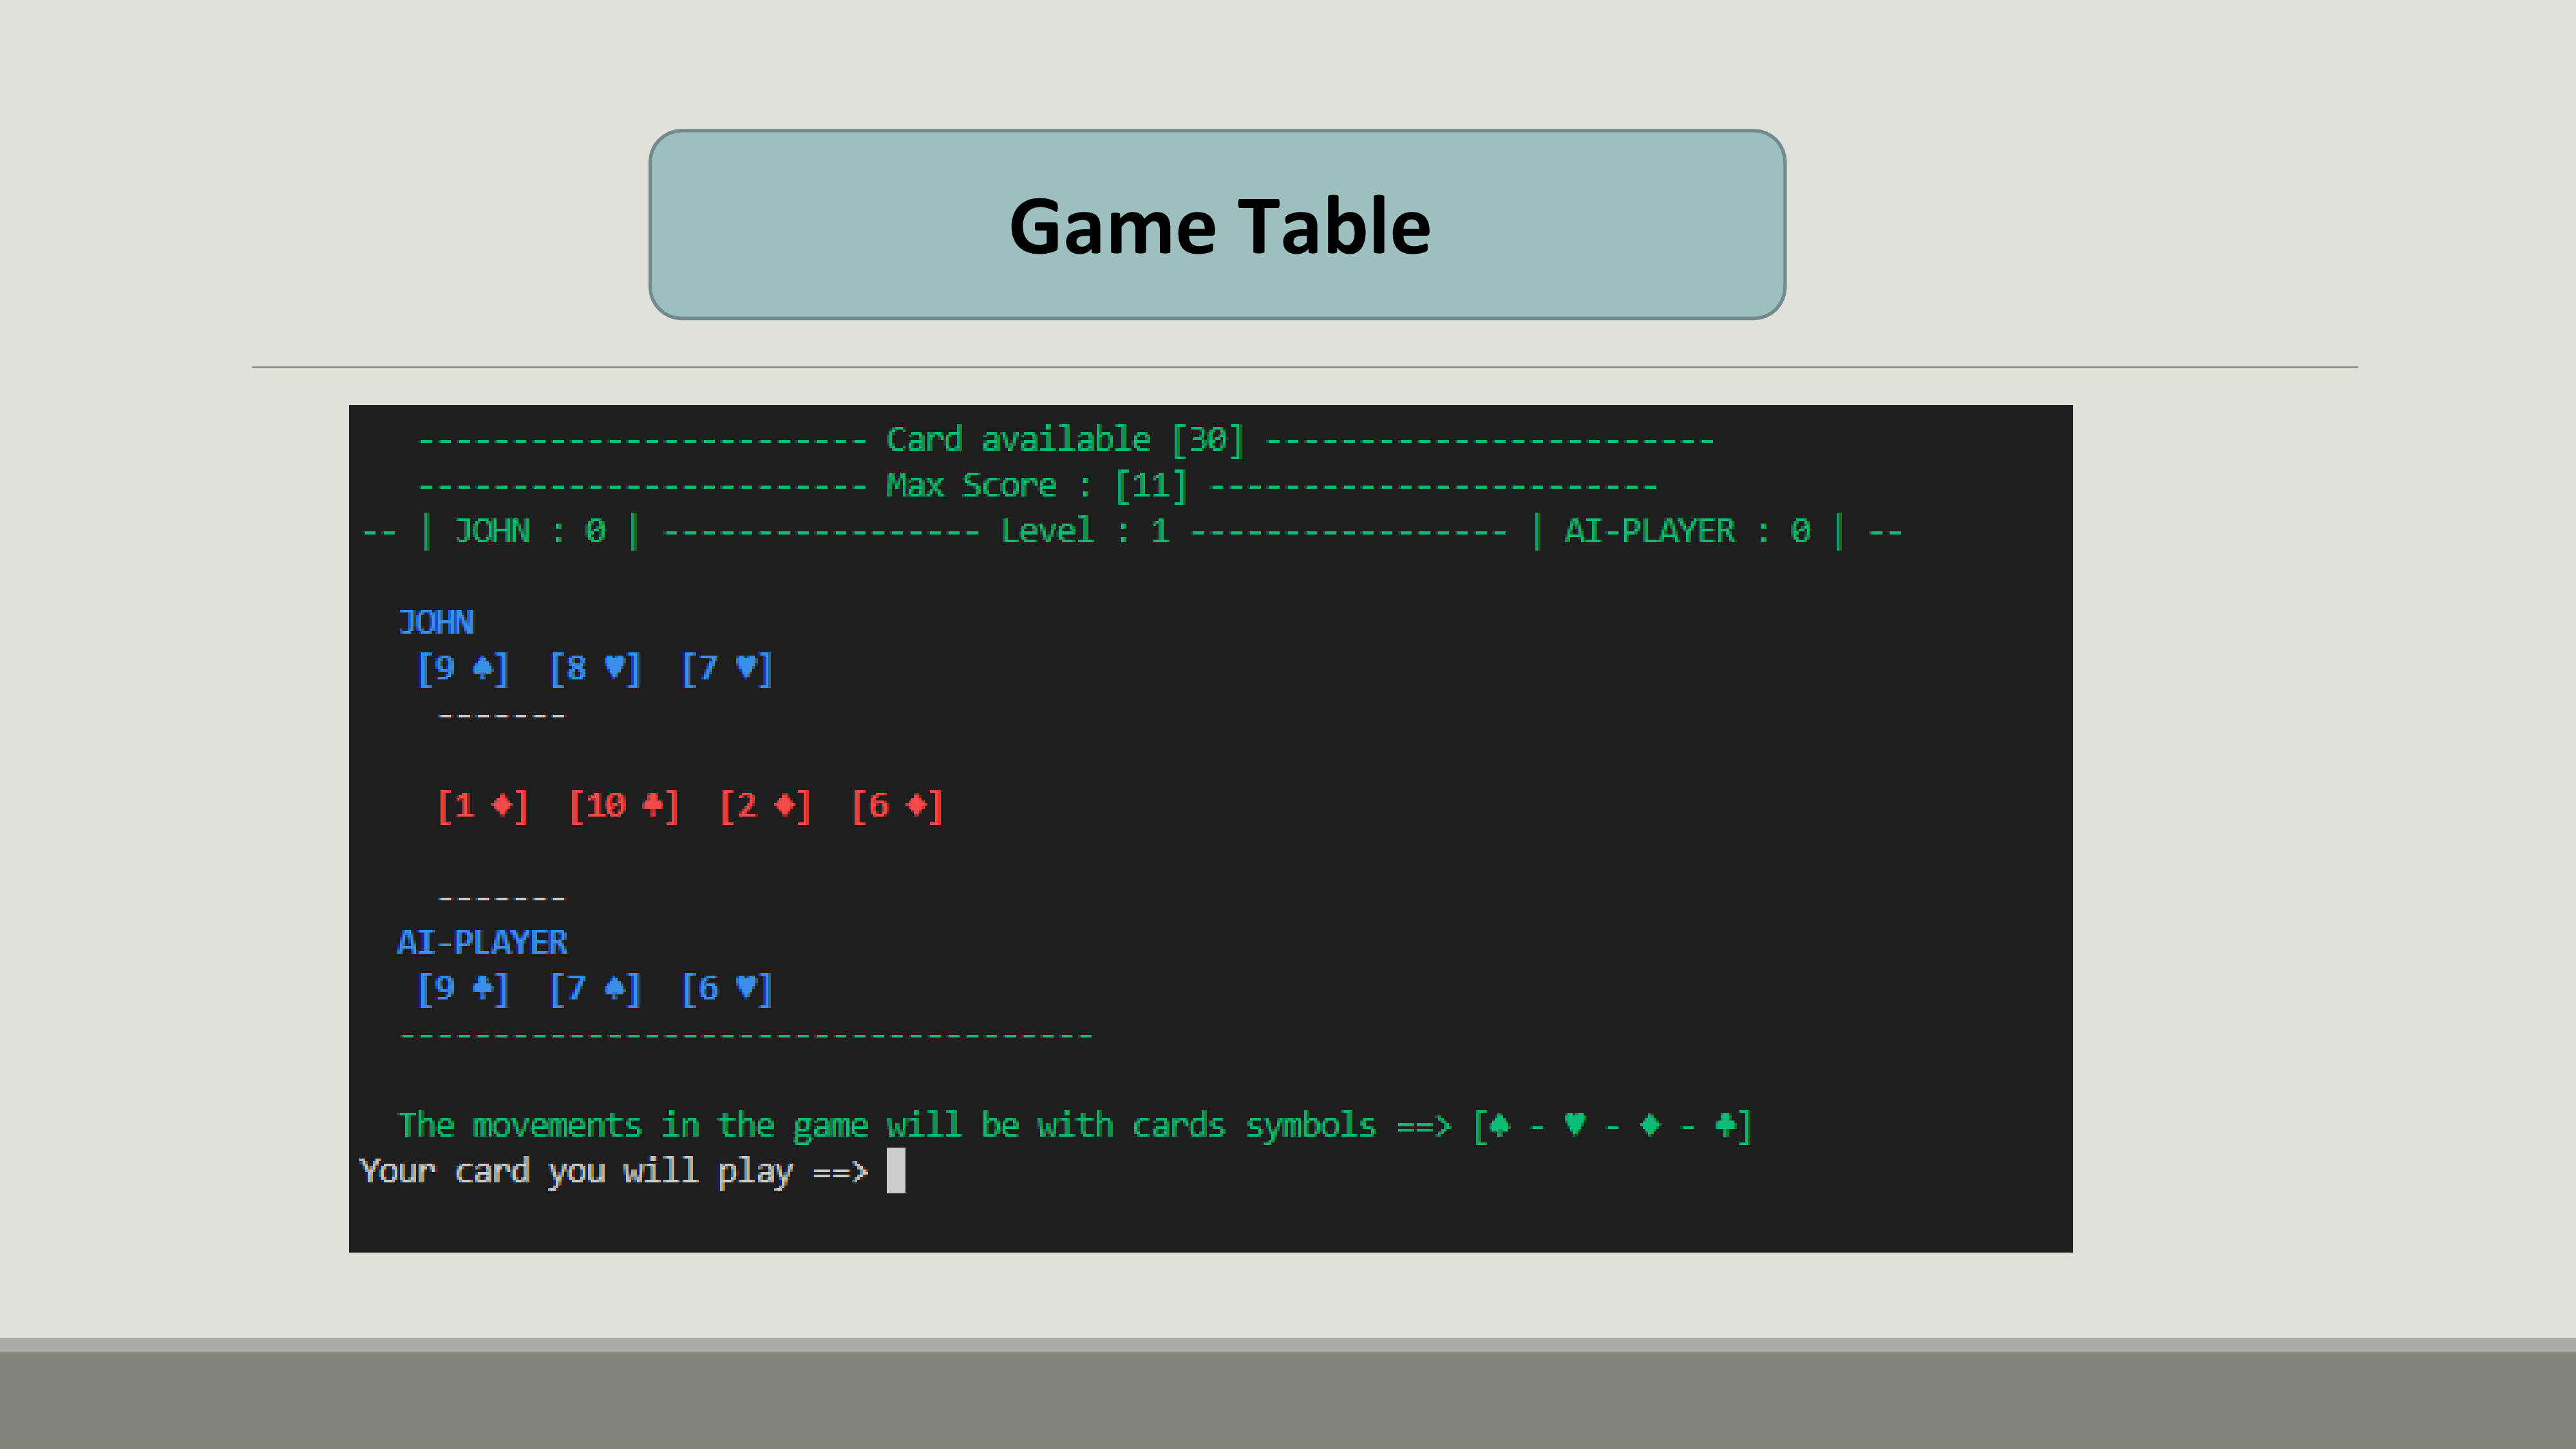 Game Table
------------------------ Card available [30] ------------------------
------------------------ Max Score : [11] ------------------------
-- | JOHN : 0 | ----------------- Level : 1 ----------------- | AI-PLAYER : 0 | --
JOHN
[9 ♠] [8 ♥] [7 ♥]
-------
[1 ♦] [10 ♣] [2 ♦] [6 ♦]
-------
AI-PLAYER
[9 ♣] [7 ♠] [6 ♥]
-------------------------------------
The movements in the game will be with cards symbols ==> [♠ - ♥ - ♦ - ♣]
Your card you will play ==>